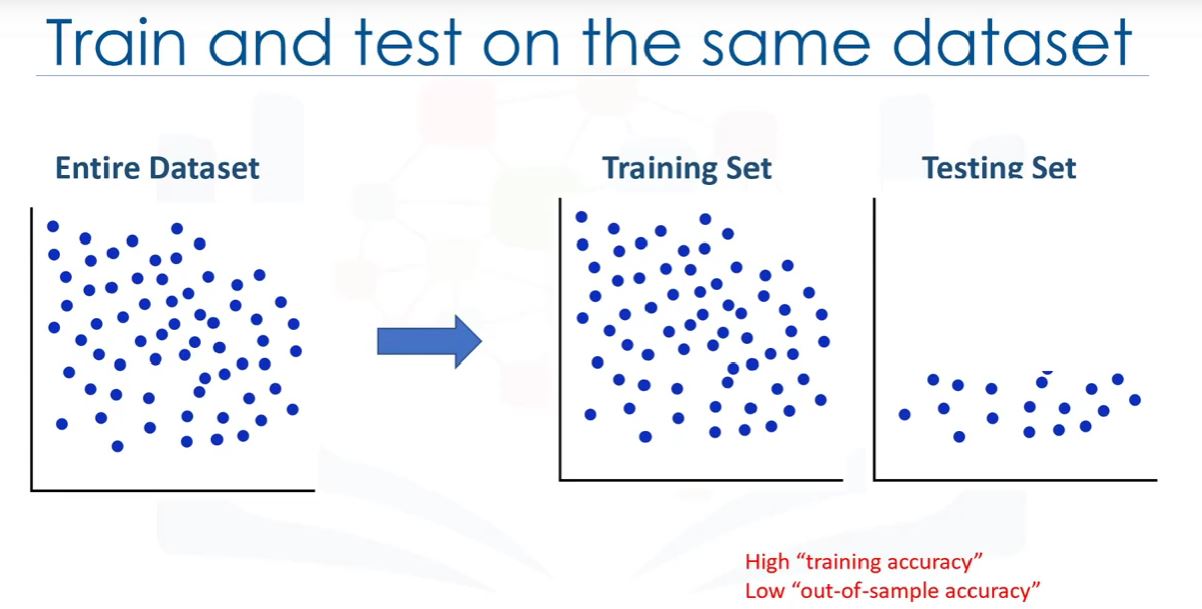 Train and test on the same dataset
Entire Dataset
Training Set
Testing Set
High “training accuracy”
Low “out-of-sample accuracy”